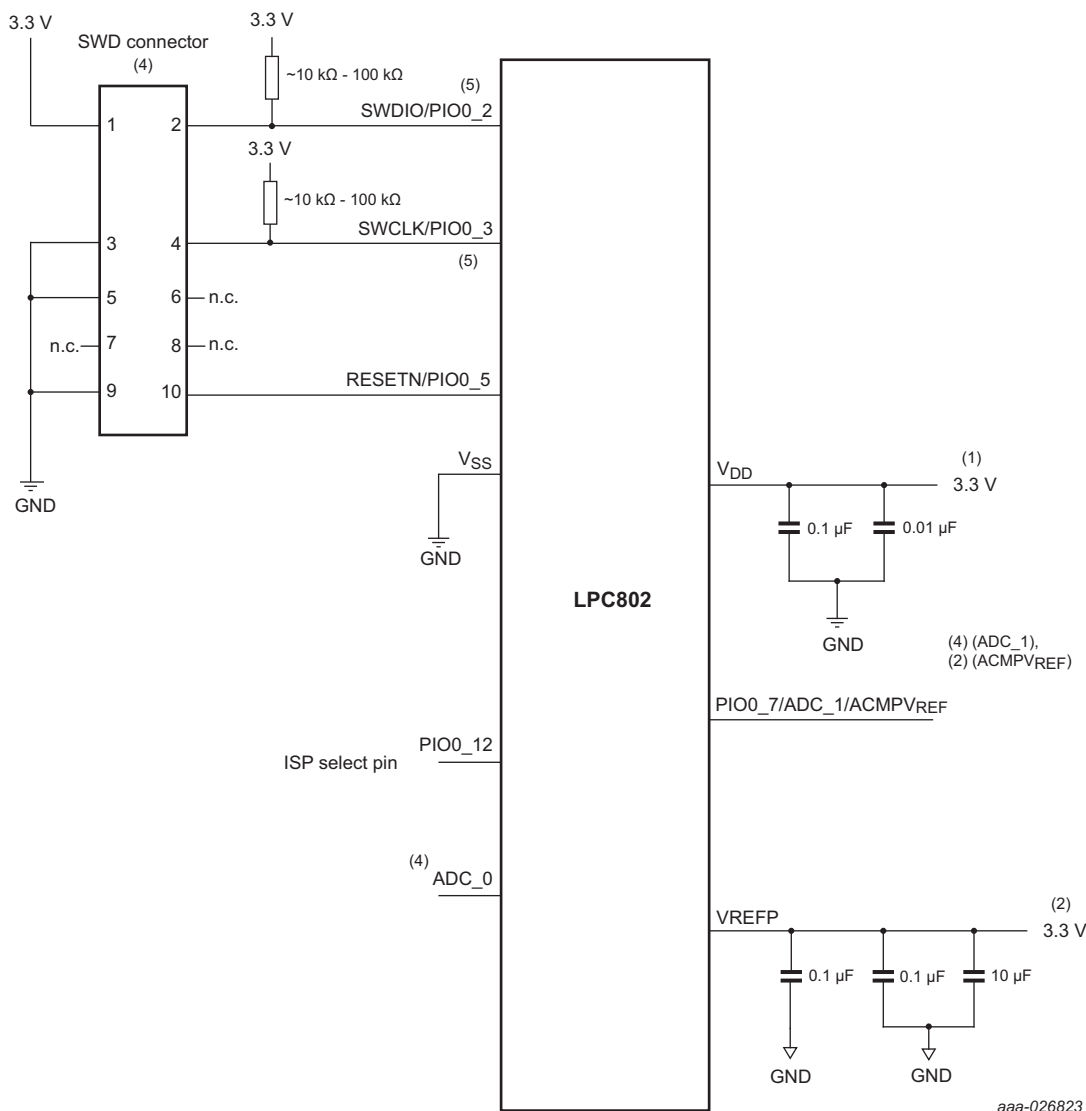 3.3 V
SWD connector
(4)
3.3 V
~10 kΩ - 100 kΩ
(5)
SWDIO/PIO0_2
1 2
3.3 V
~10 kΩ - 100 kΩ
SWCLK/PIO0_3
(5)
3 4
5 6 n.c.
n.c. 7 8 n.c.
9 10
RESETN/PIO0_5
GND
VSS
GND
VDD
(1)
3.3 V
0.1 µF
0.01 µF
GND
LPC802
(4) (ADC_1),
(2) (ACMPVREF)
PIO0_7/ADC_1/ACMPVREF
ISP select pin
PIO0_12
(4)
ADC_0
VREFP
(2)
3.3 V
0.1 µF
0.1 µF
10 µF
GND
GND
aaa-026823